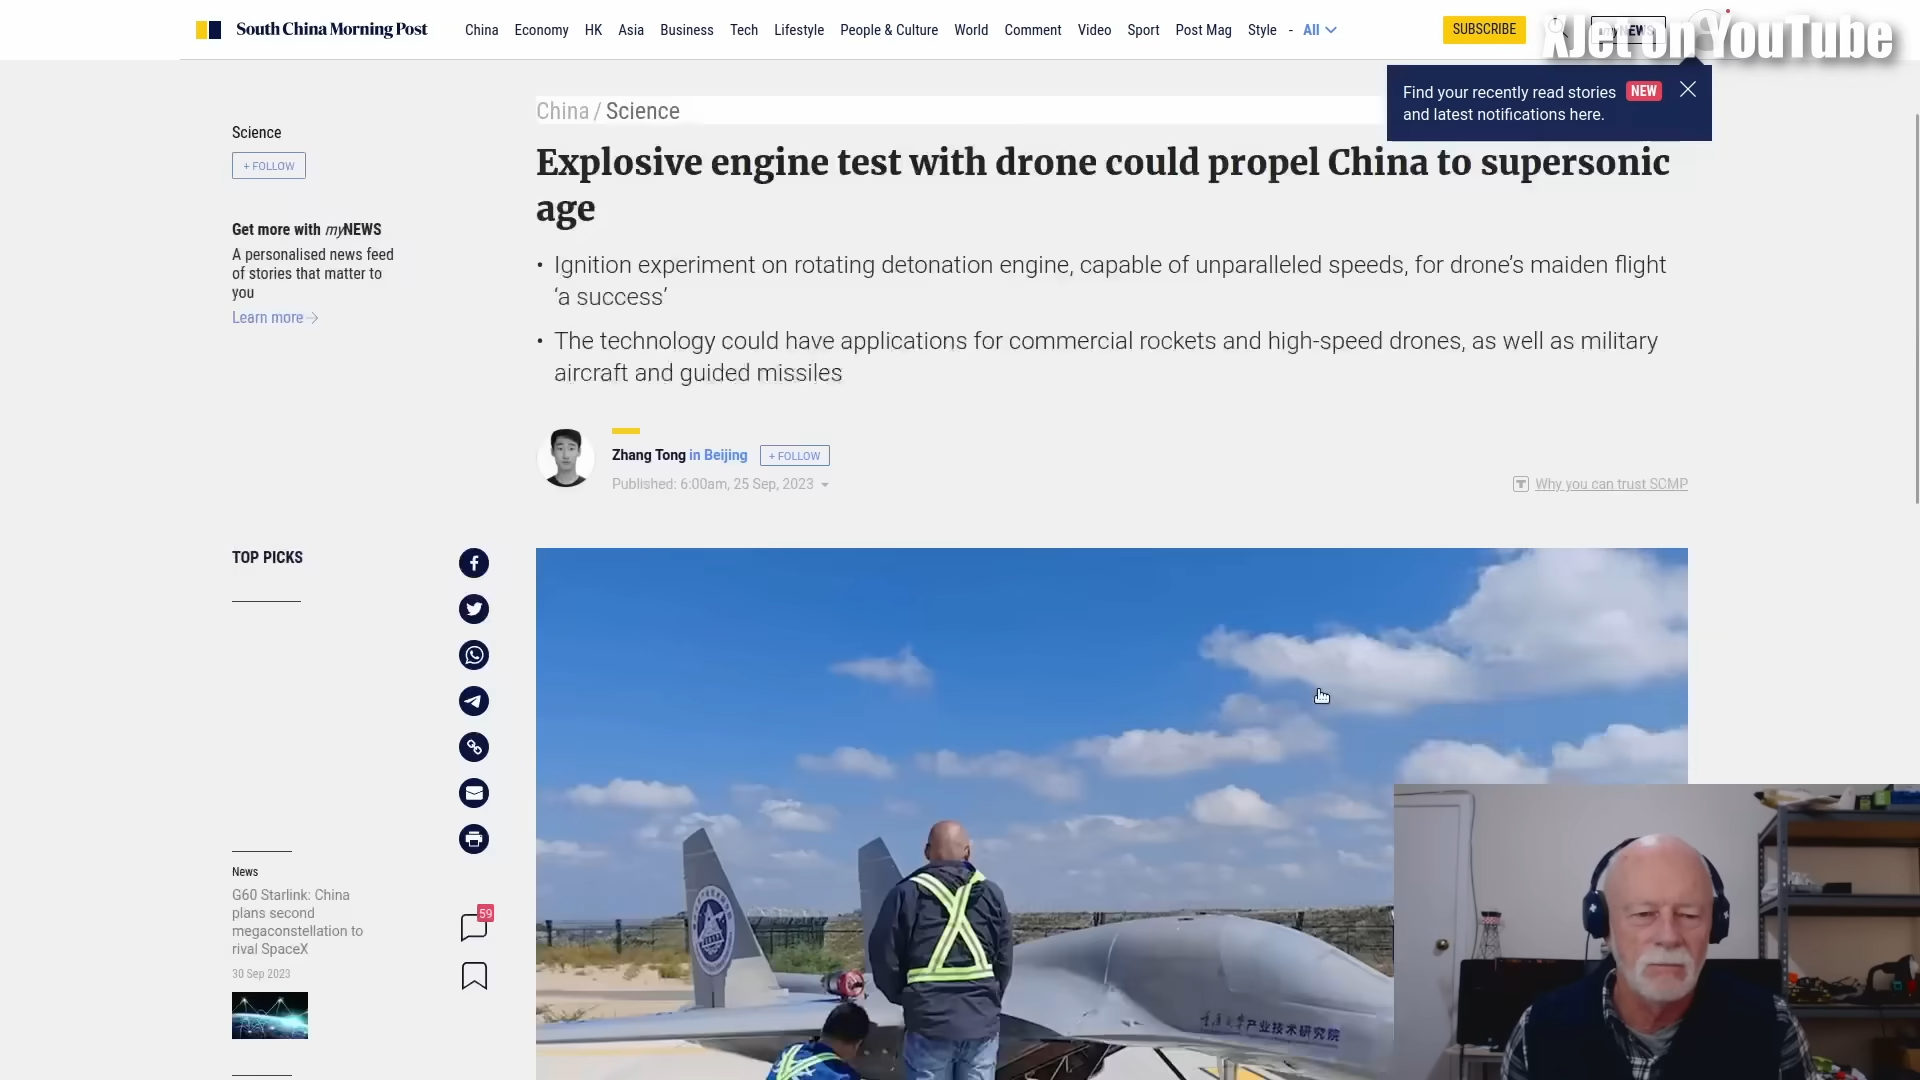 South China Morning Post
China Economy HK Asia Business Tech Lifestyle People & Culture World Comment Video Sport Post Mag Style - All
SUBSCRIBE
XJet on YouTube
Find your recently read stories NEW
and latest notifications here.
China / Science
Science
+ FOLLOW
Explosive engine test with drone could propel China to supersonic
age
Get more with myNEWS
A personalised news feed
of stories that matter to
you
Learn more
• Ignition experiment on rotating detonation engine, capable of unparalleled speeds, for drone’s maiden flight
‘a success’
• The technology could have applications for commercial rockets and high-speed drones, as well as military
aircraft and guided missiles
Zhang Tong in Beijing + FOLLOW
Published: 6:00am, 25 Sep, 2023
Why you can trust SCMP
TOP PICKS
News
G60 Starlink: China
plans second
megaconstellation to
rival SpaceX
30 Sep 2023
59
产业技术研究院